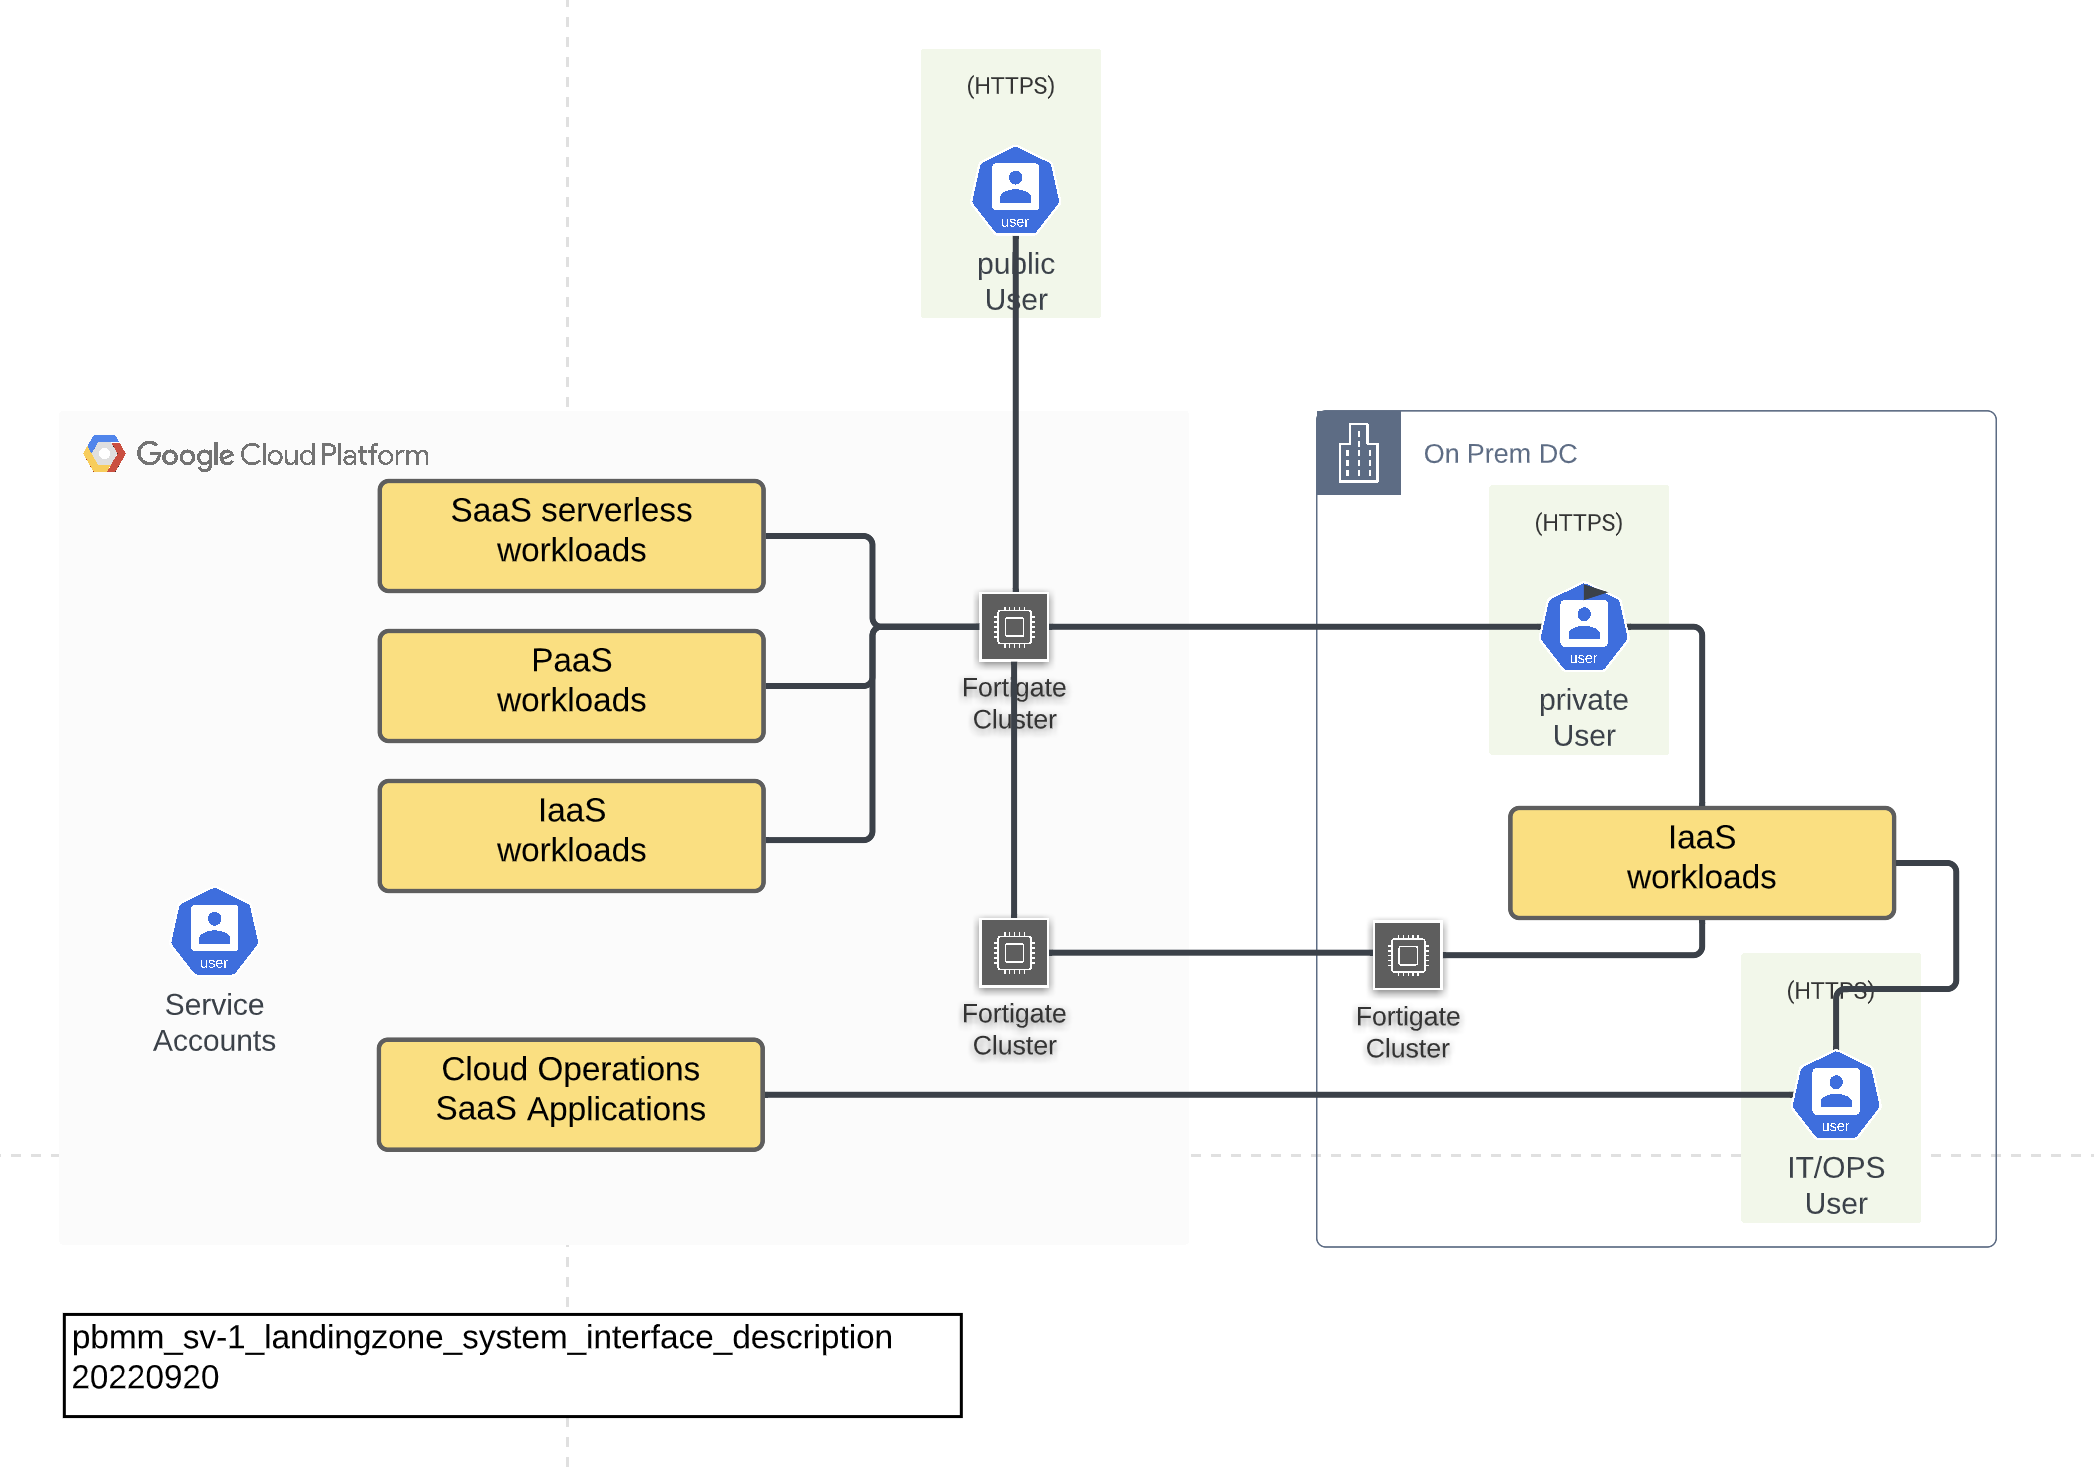 (HTTPS)
user
public
User
Google Cloud Platform
SaaS serverless
workloads
PaaS
workloads
IaaS
workloads
user
Service
Accounts
Cloud Operations
SaaS Applications
Fortigate
Cluster
Fortigate
Cluster
On Prem DC
(HTTPS)
user
private
User
IaaS
workloads
Fortigate
Cluster
(HTTPS)
user
IT/OPS
User
pbmm_sv-1_landingzone_system_interface_description
20220920